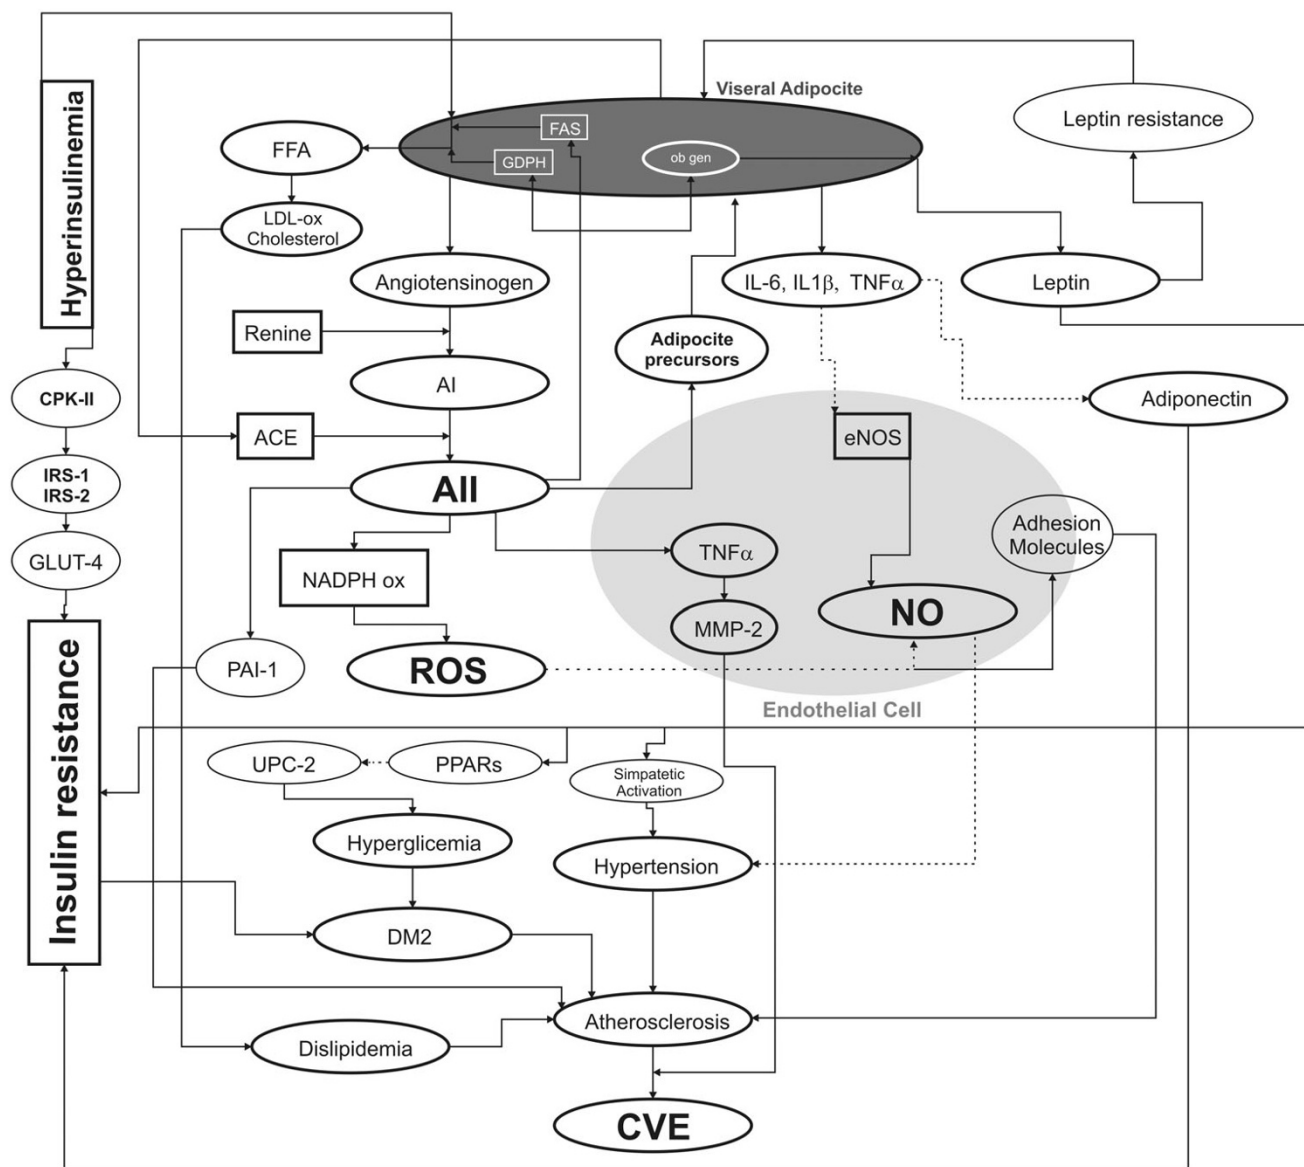 Viseral Adipocite
Hyperinsulinemia
FFA
FAS
GDPH
ob gen
Leptin resistance
LDL-ox
Cholesterol
Angiotensinogen
IL-6, IL1β, TNFα
Leptin
Renine
Adipocite
precursors
AI
CPK-II
Adiponectin
ACE
eNOS
IRS-1
IRS-2
AII
Adhesion
Molecules
GLUT-4
NADPH ox
TNFα
NO
MMP-2
PAI-1
ROS
Endothelial Cell
Insulin resistance
UPC-2
PPARs
Simpatetic
Activation
Hyperglicemia
Hypertension
DM2
Atherosclerosis
Dislipidemia
CVE